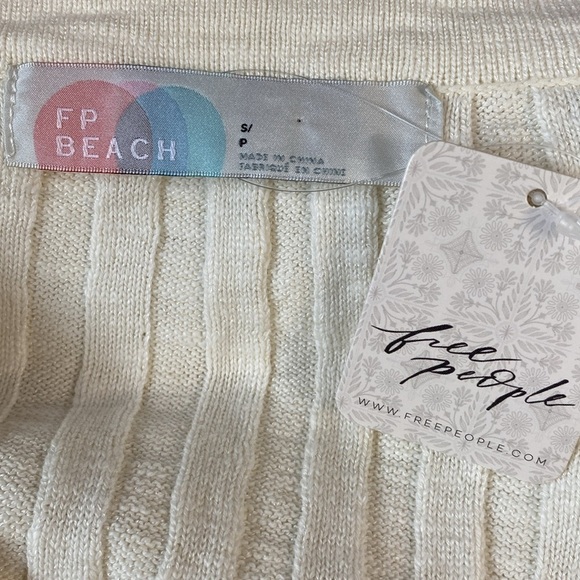 FP
BEACH
S/
P
MADE IN CHINA
FABRIQUÉ EN CHINE
free
people
WWW.FREEPEOPLE.COM